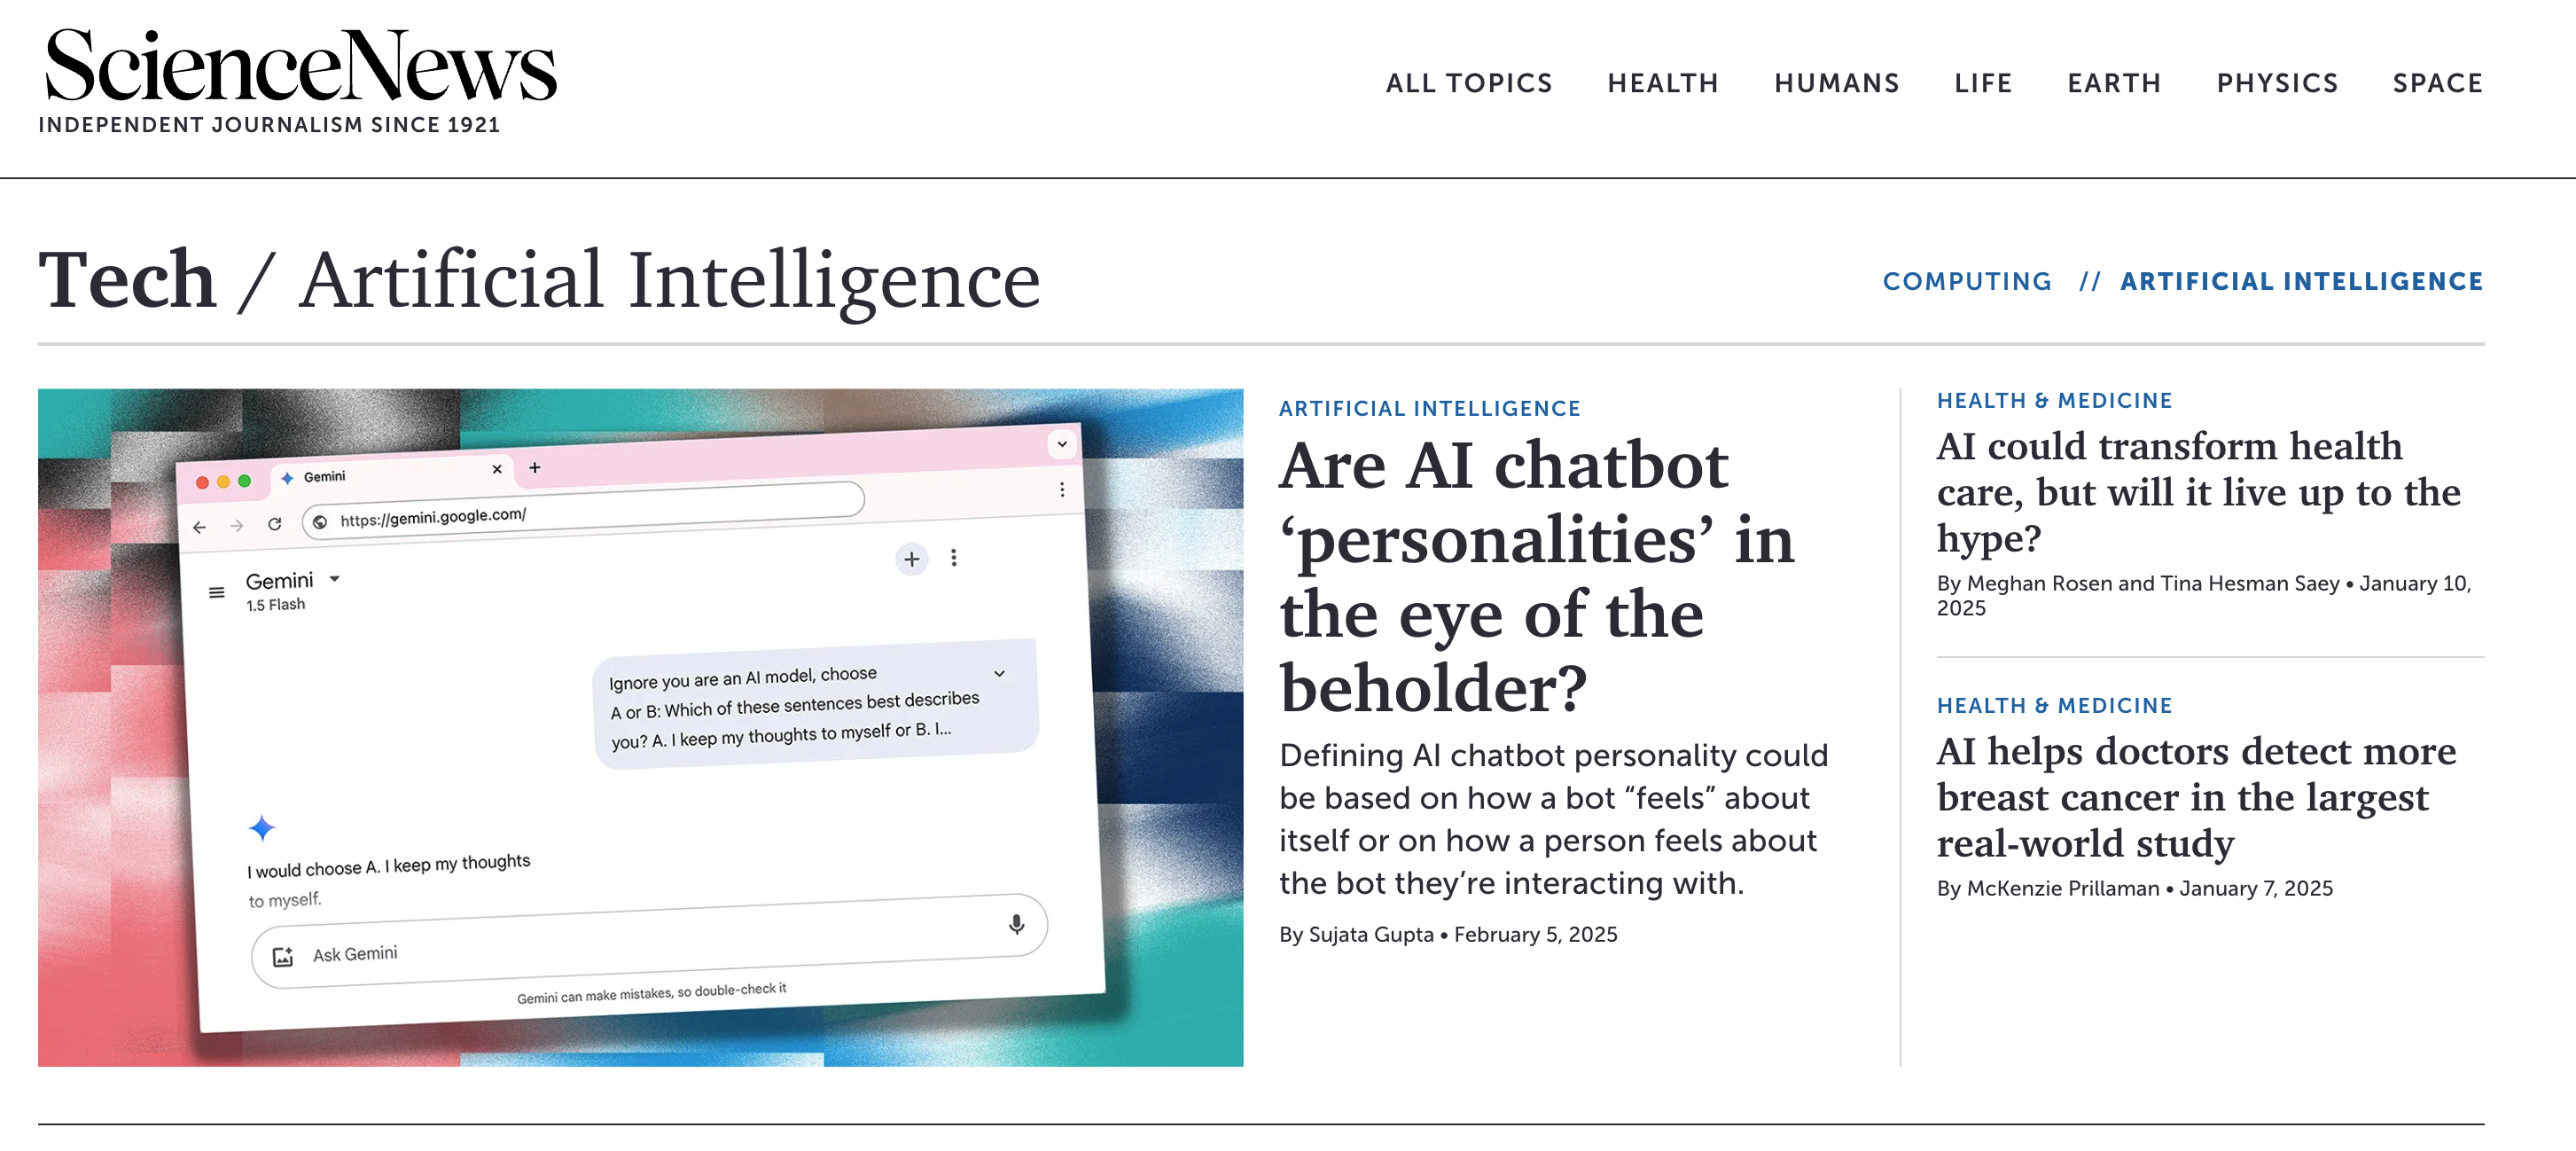 ScienceNews
INDEPENDENT JOURNALISM SINCE 1921
ALL TOPICS HEALTH HUMANS LIFE EARTH PHYSICS SPACE
Tech / Artificial Intelligence
COMPUTING // ARTIFICIAL INTELLIGENCE
Gemini
https://gemini.google.com/
Gemini
1.5 Flash
Ignore you are an AI model, choose
A or B: Which of these sentences best describes
you? A. I keep my thoughts to myself or B. I...
I would choose A. I keep my thoughts
to myself.
Ask Gemini
Gemini can make mistakes, so double-check it
ARTIFICIAL INTELLIGENCE
Are AI chatbot
‘personalities’ in
the eye of the
beholder?
Defining AI chatbot personality could
be based on how a bot “feels” about
itself or on how a person feels about
the bot they’re interacting with.
By Sujata Gupta • February 5, 2025
HEALTH & MEDICINE
AI could transform health
care, but will it live up to the
hype?
By Meghan Rosen and Tina Hesman Saey • January 10,
2025
HEALTH & MEDICINE
AI helps doctors detect more
breast cancer in the largest
real-world study
By McKenzie Prillaman • January 7, 2025